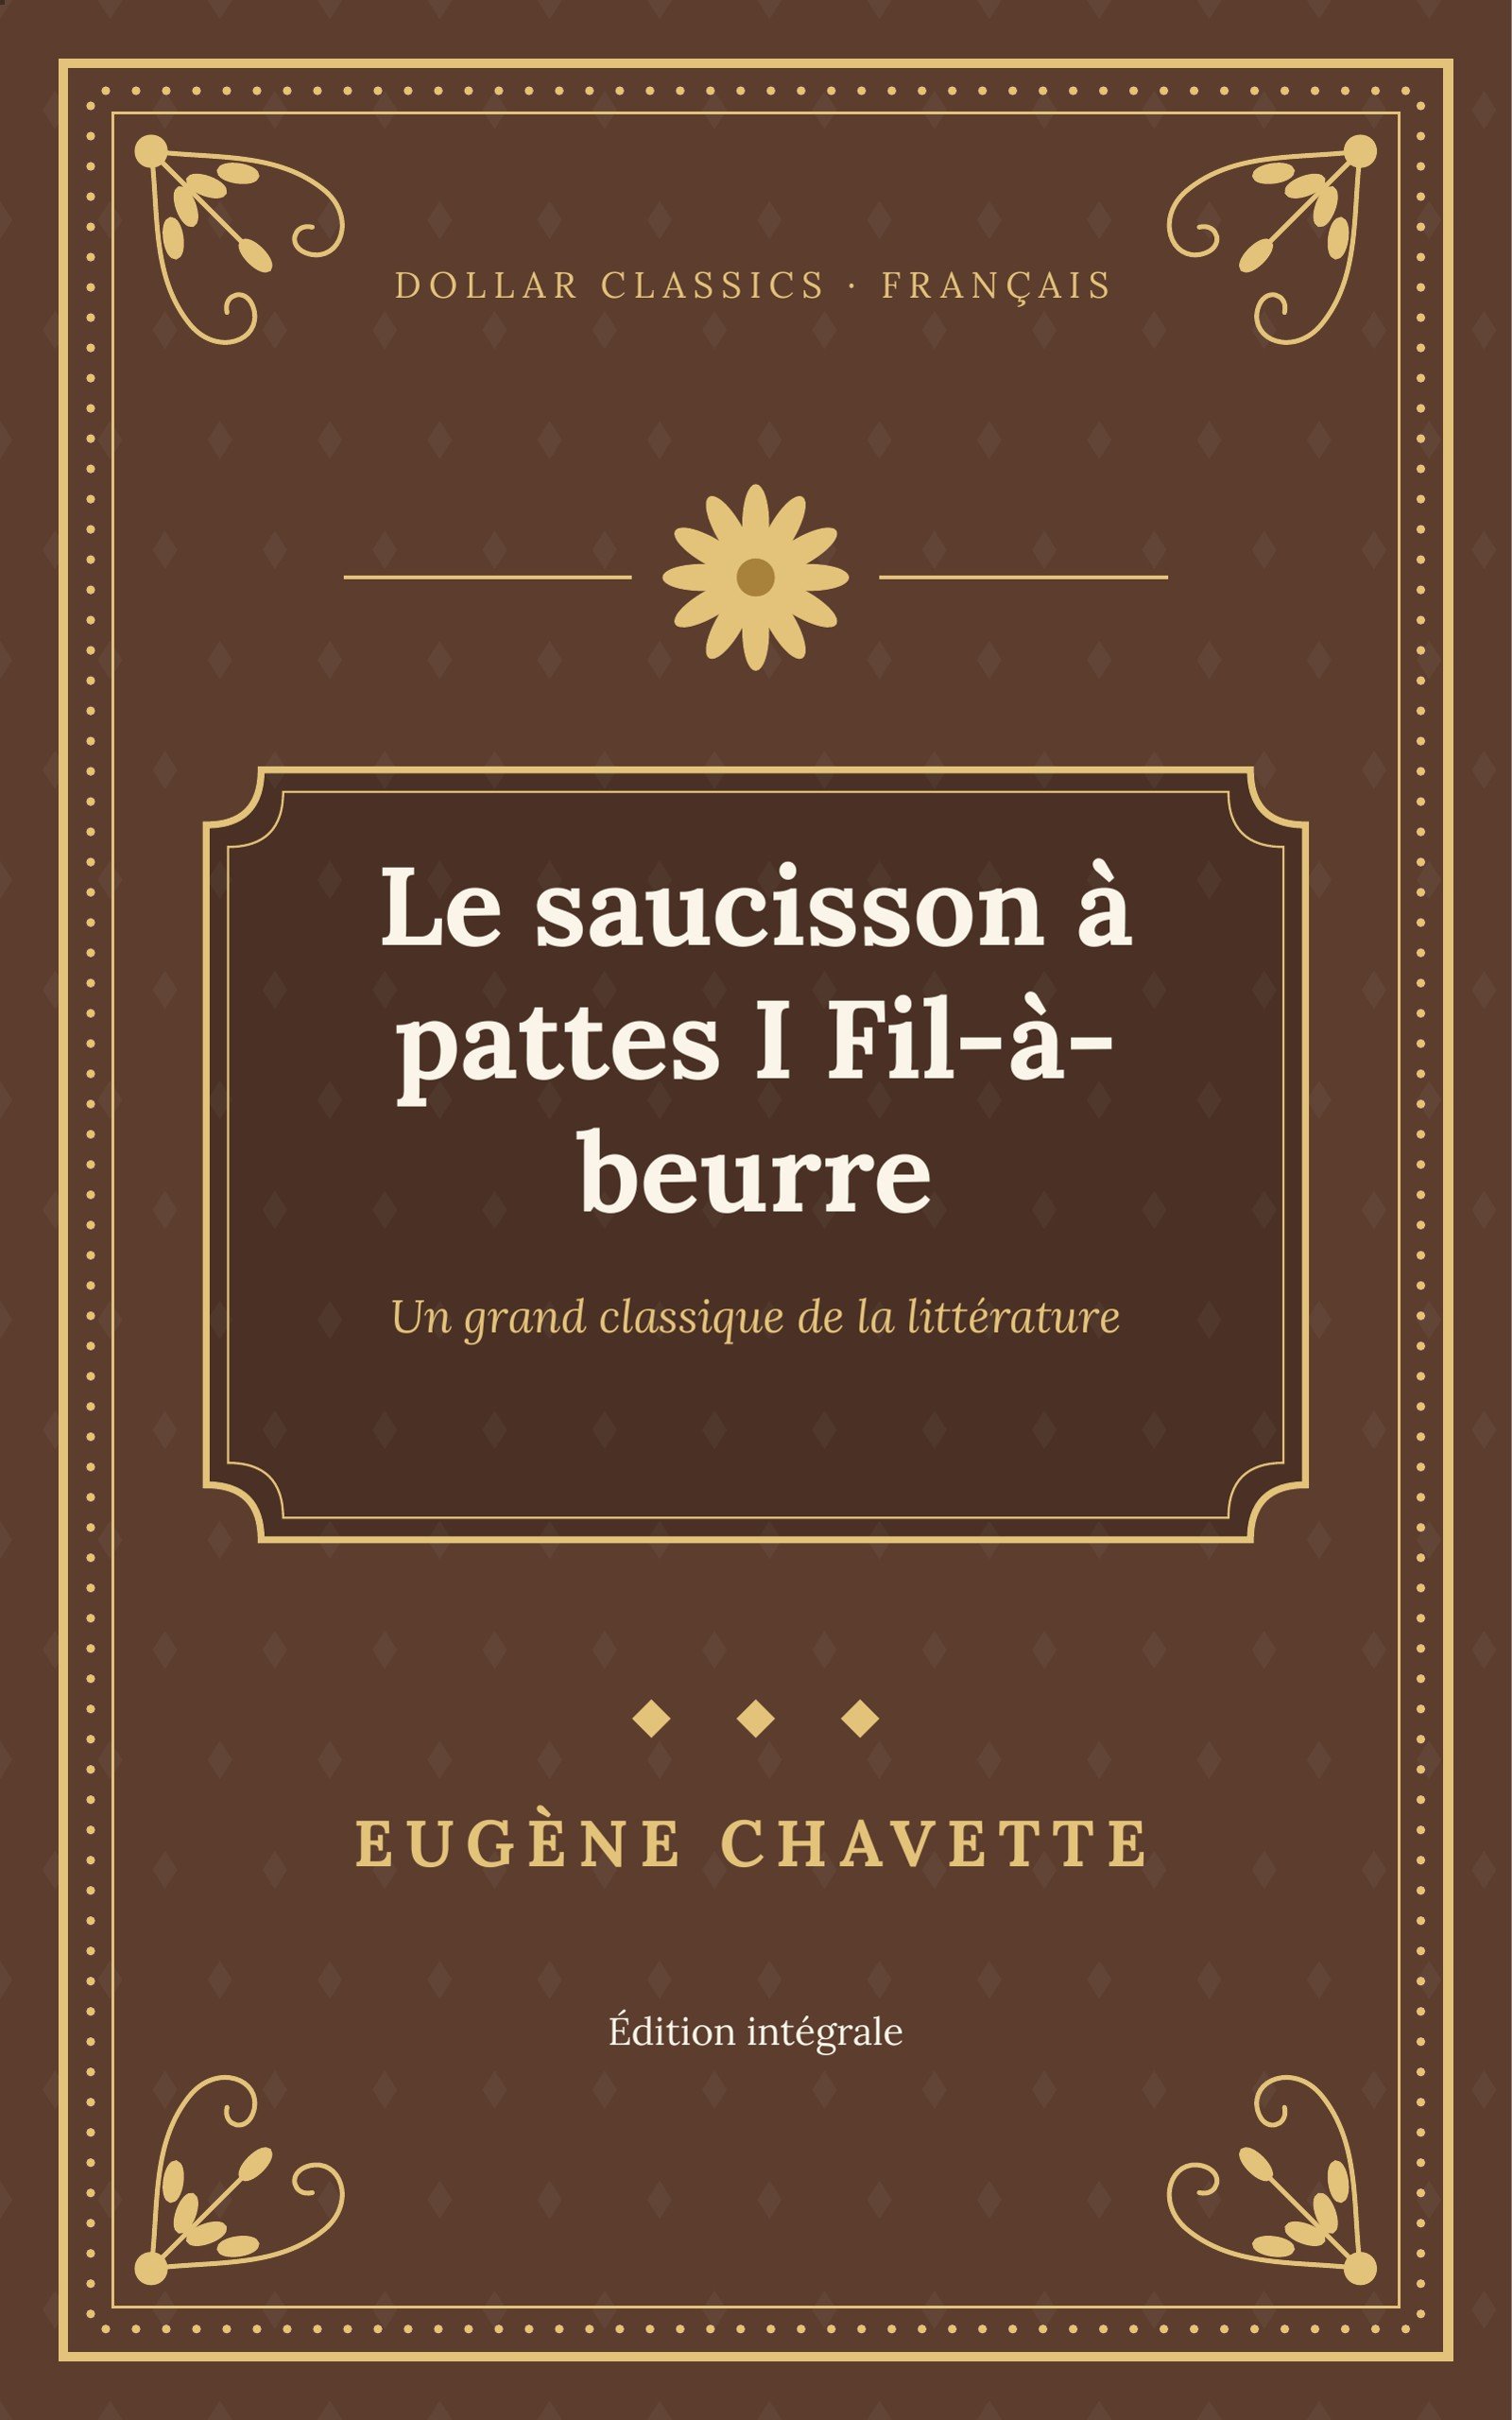 DOLLAR CLASSICS · FRANÇAIS
Le saucisson à
pattes I Fil-à-
beurre
Un grand classique de la littérature
EUGÈNE CHAVETTE
Édition intégrale